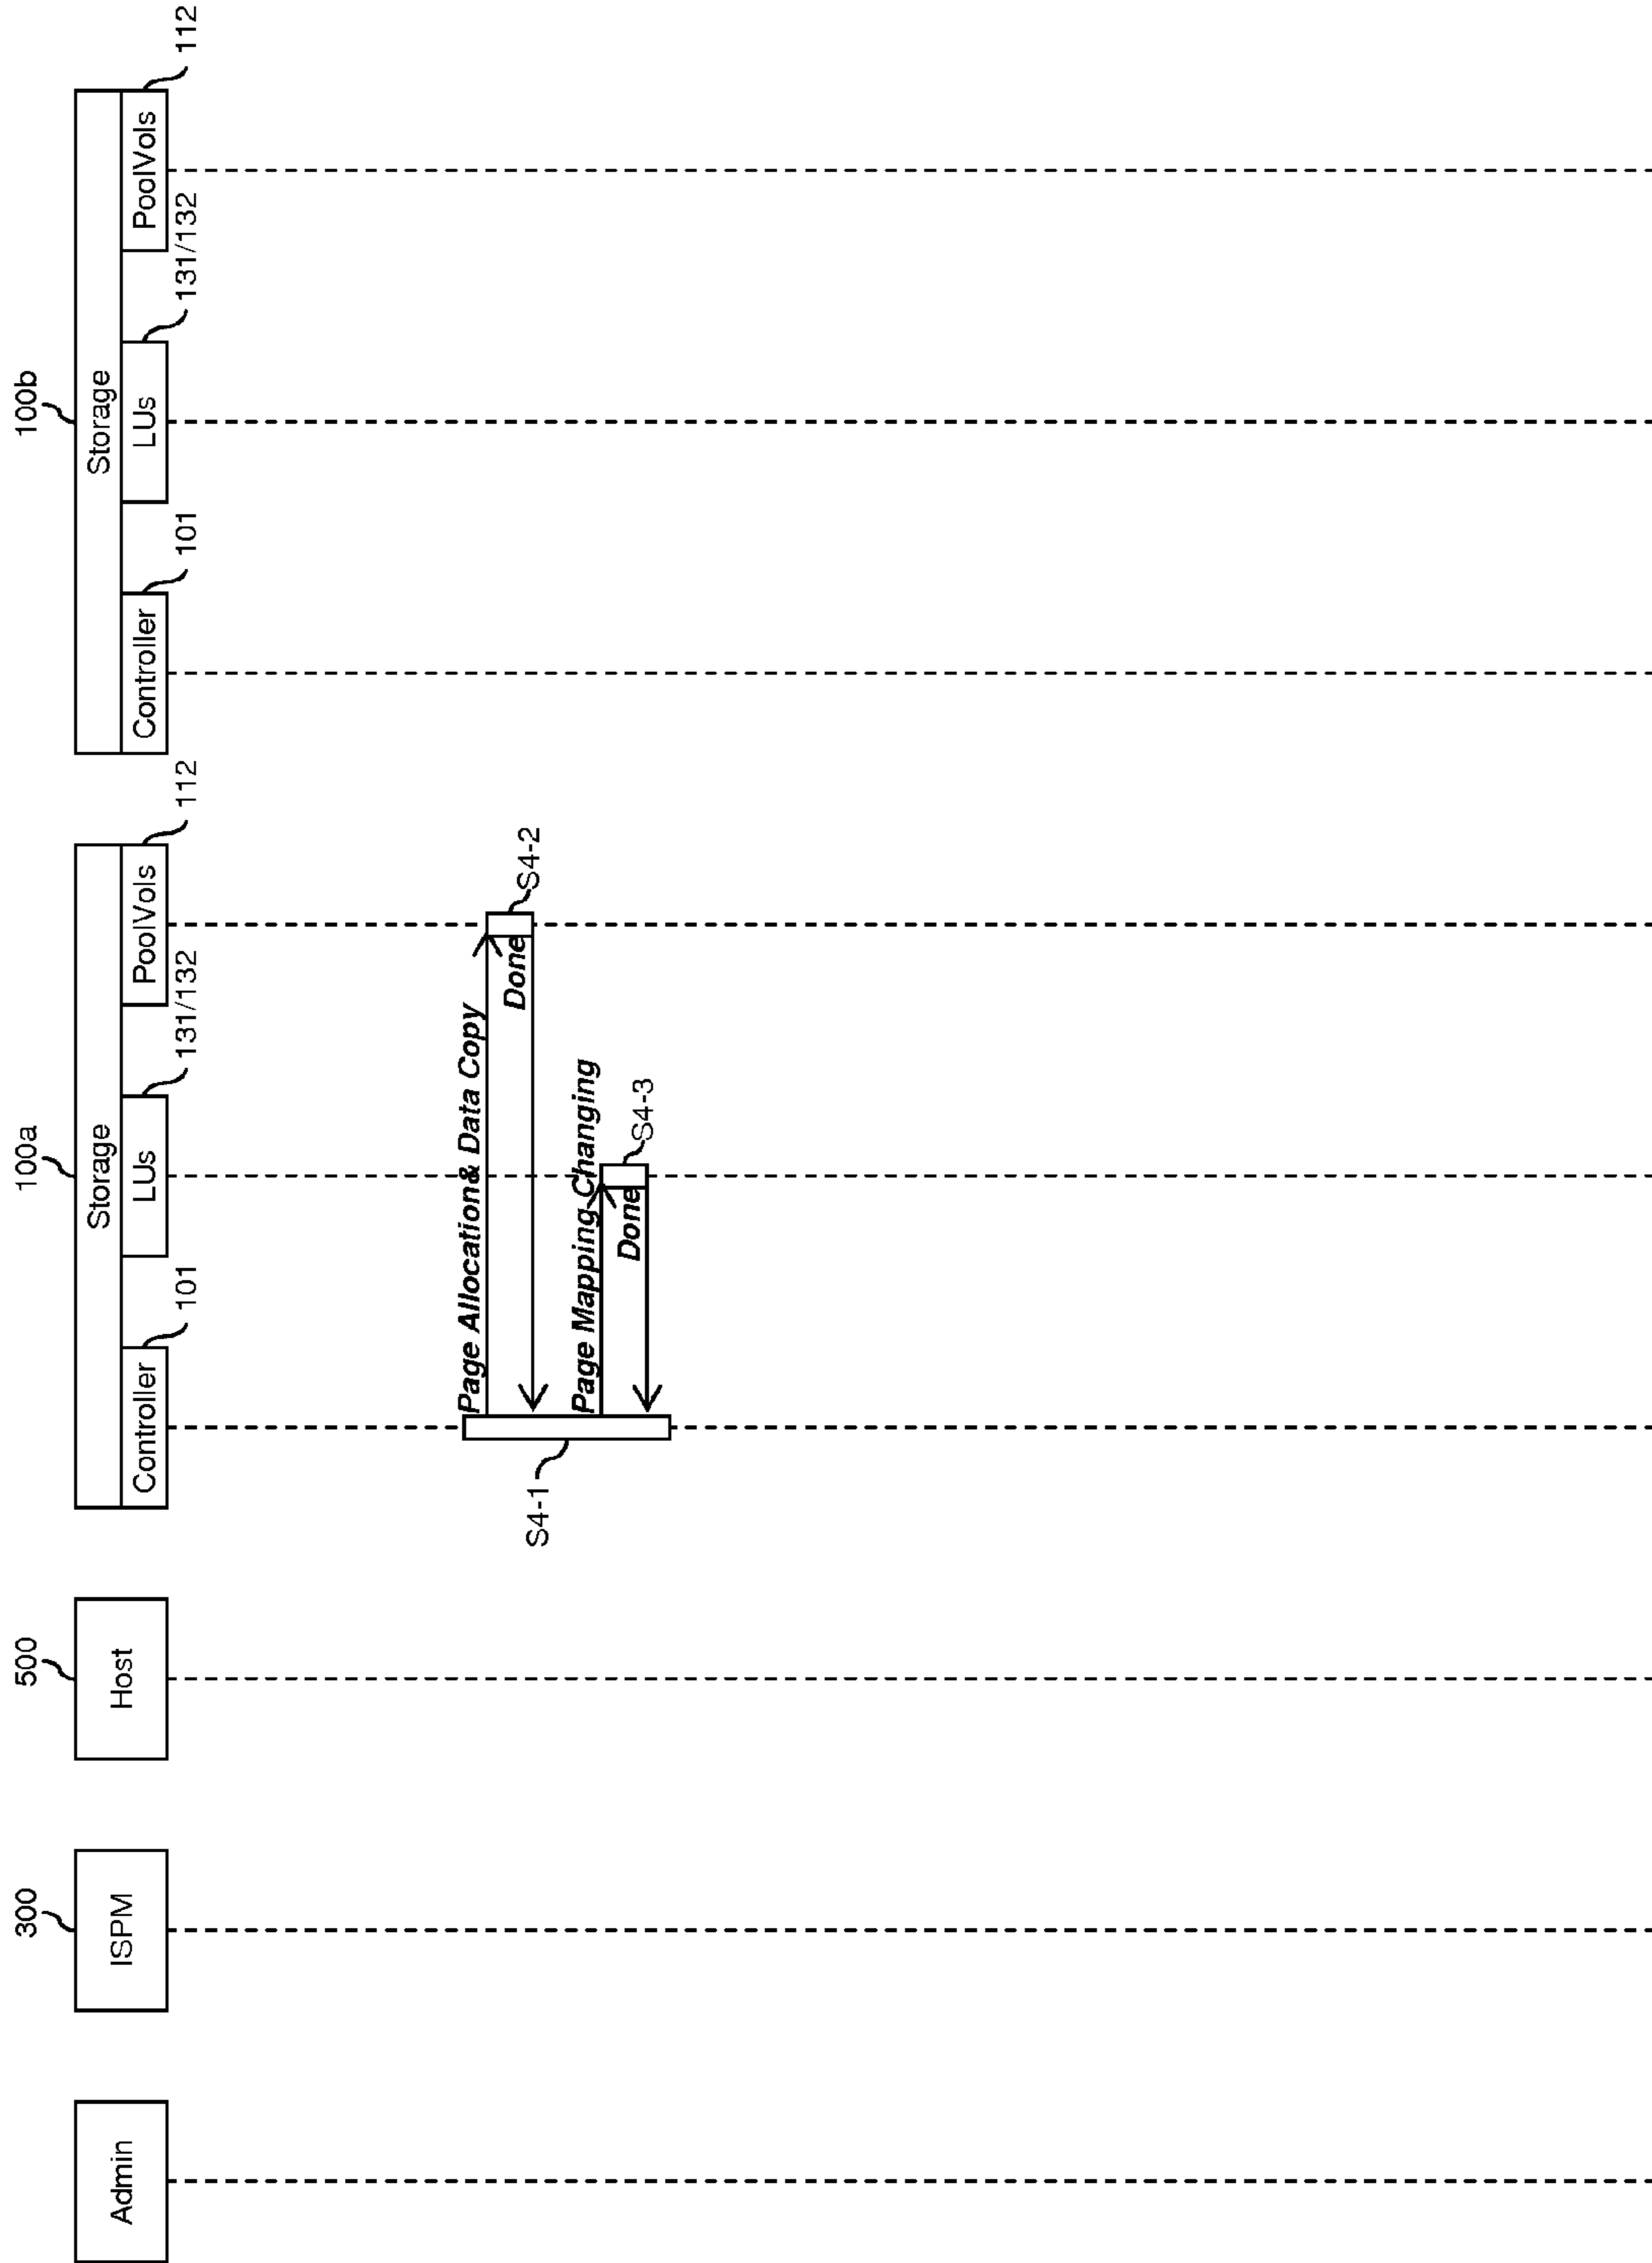 300
500
100a
100b
Admin
ISPM
Host
Storage
Storage
Controller
LUs
PoolVols
Controller
LUs
PoolVols
101
131/132
112
101
131/132
112
Page Allocation& Data Copy
Done
S4-2
S4-1
Page Mapping Changing
Done
S4-3